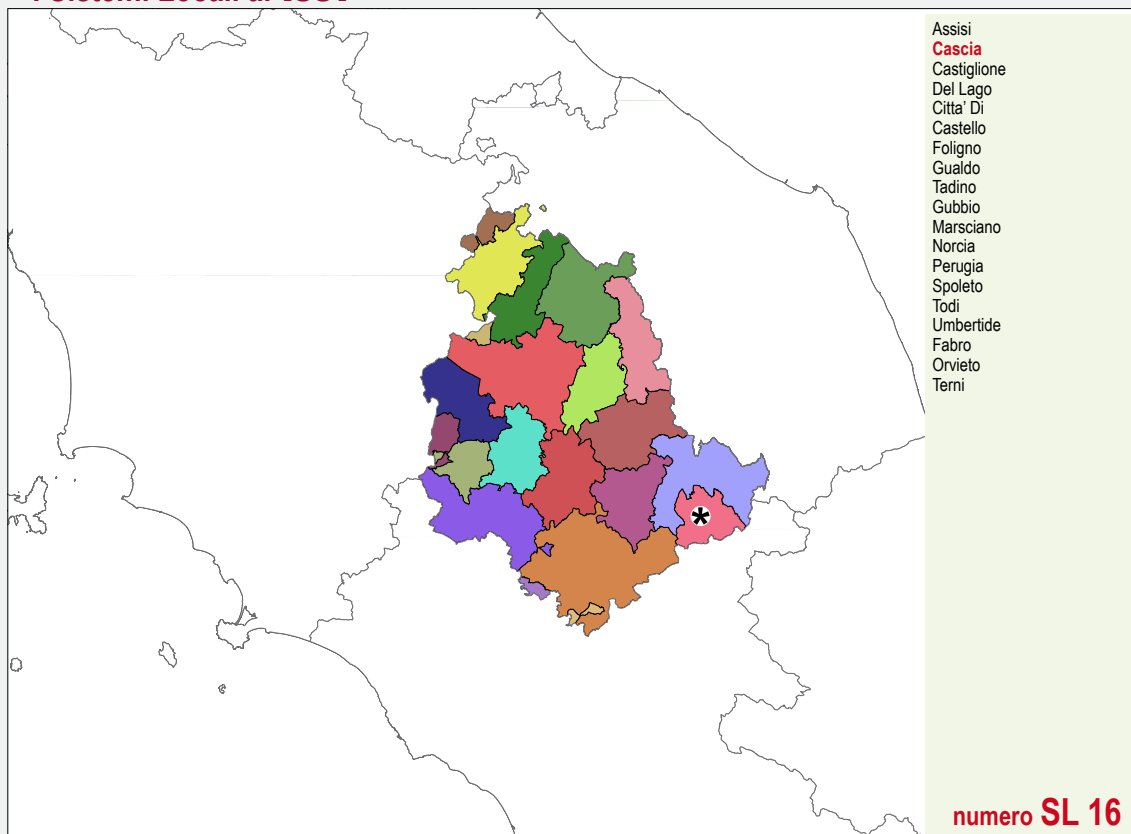 Assisi
Cascia
Castiglione
Del Lago
Citta' Di
Castello
Foligno
Gualdo
Tadino
Gubbio
Marsciano
Norcia
Perugia
Spoleto
Todi
Umbertide
Fabro
Orvieto
Terni
*
numero SL 16